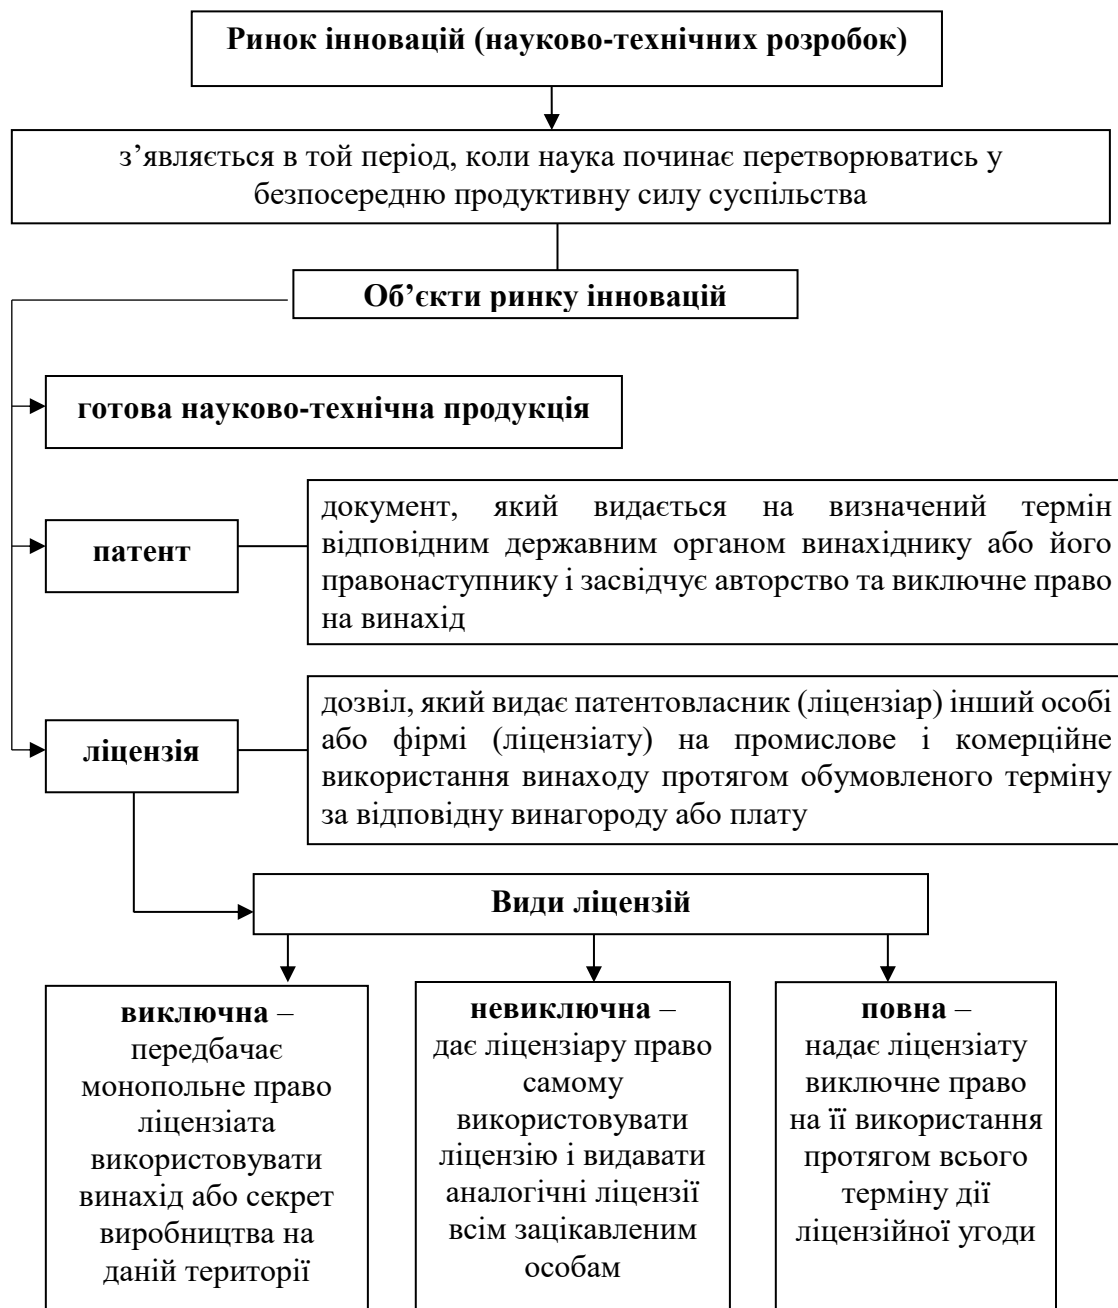 Ринок інновацій (науково-технічних розробок)
з’являється в той період, коли наука починає перетворюватись у
безпосередню продуктивну силу суспільства
Об’єкти ринку інновацій
готова науково-технічна продукція
патент
документ, який видається на визначений термін
відповідним державним органом винахіднику або його
правонаступнику і засвідчує авторство та виключне право
на винахід
ліцензія
дозвіл, який видає патентовласник (ліцензіар) інший особі
або фірмі (ліцензіату) на промислове і комерційне
використання винаходу протягом обумовленого терміну
за відповідну винагороду або плату
Види ліцензій
виключна –
передбачає
монопольне право
ліцензіата
використовувати
винахід або секрет
виробництва на
даній території
невиключна –
дає ліцензіару право
самому
використовувати
ліцензію і видавати
аналогічні ліцензії
всім зацікавленим
особам
повна –
надає ліцензіату
виключне право
на її використання
протягом всього
терміну дії
ліцензійної угоди